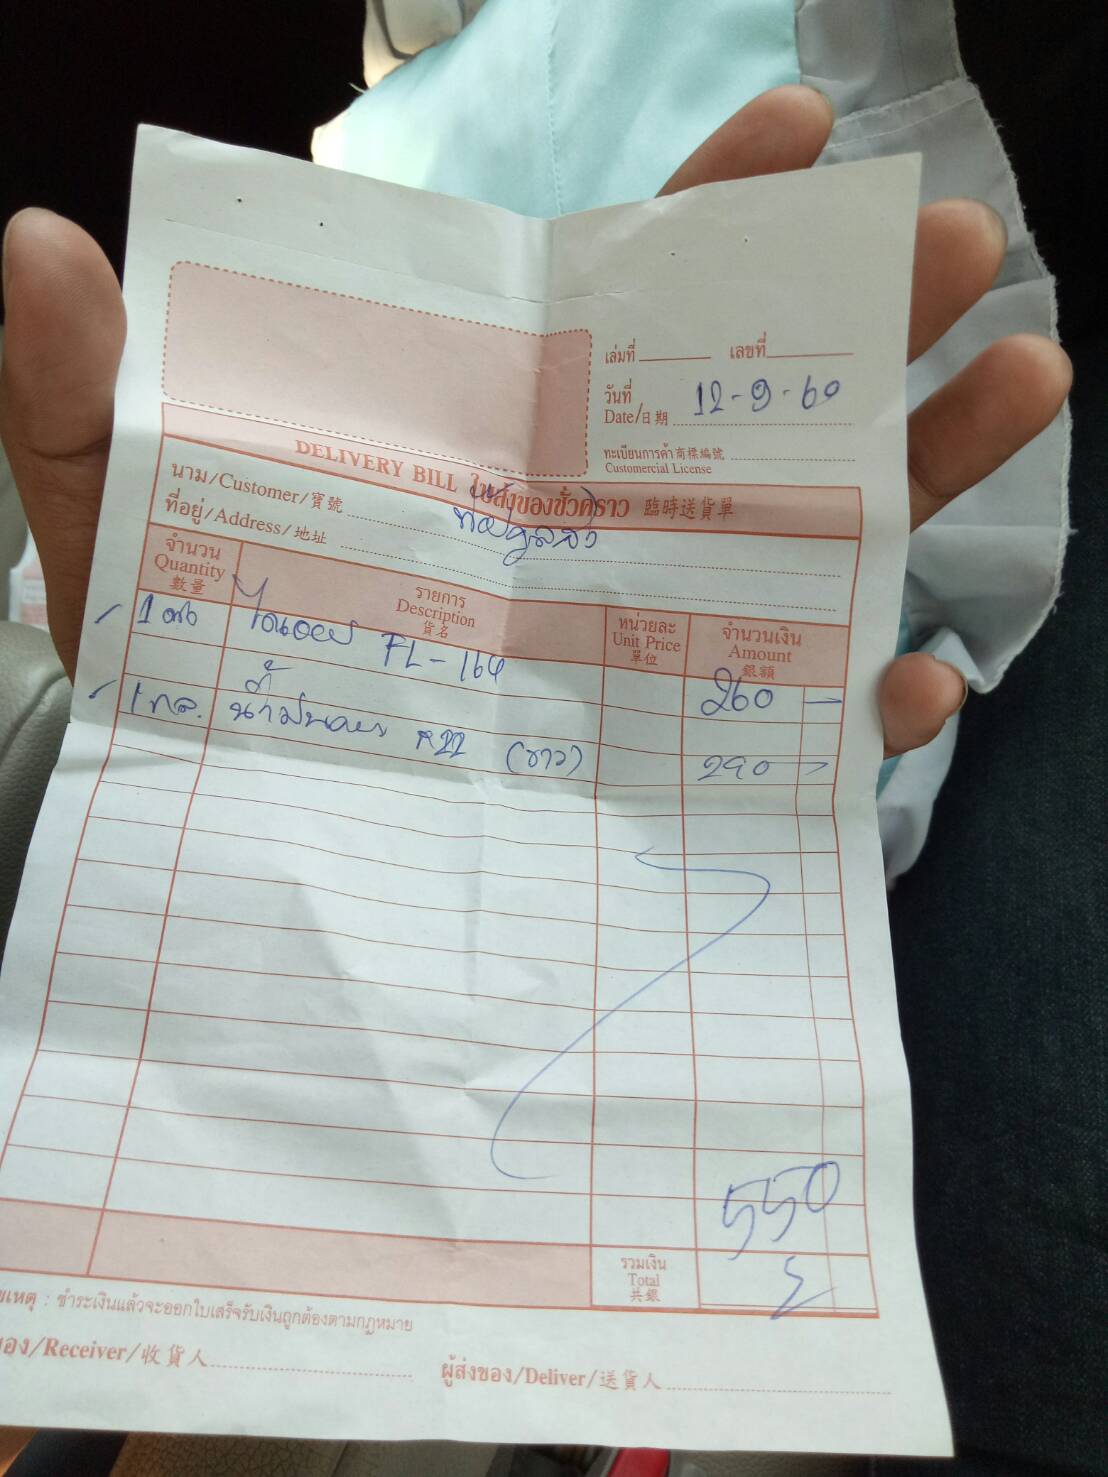 เล่มที่ เลขที่
วันที่
Date/日期 12-9-60
ทะเบียนการค้า 商標編號
Customercial License
DELIVERY BILL ใบส่งของชั่วคราว 臨時送貨單
นาม/Customer/寳號
ที่อยู่/Address/地址
จำนวน รายการ หน่วยละ จำนวนเงิน
Quantity Description Unit Price Amount
數量 貨名 單位 銀額
1 FL-164 260 -
1 น้ำมันคอม R22 290 -
550
รวมเงิน
Total
共銀
เหตุ : ชำระเงินแล้วจะออกใบเสร็จรับเงินถูกต้องตามกฎหมาย
ของ/Receiver/收貨人
ผู้ส่งของ/Deliver/送貨人